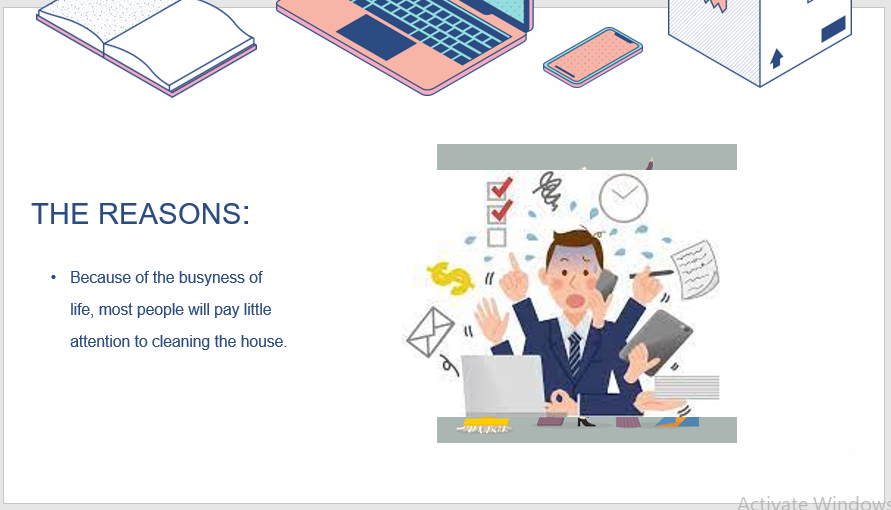 THE REASONS:
• Because of the busyness of
life, most people will pay little
attention to cleaning the house.
Activate Windows